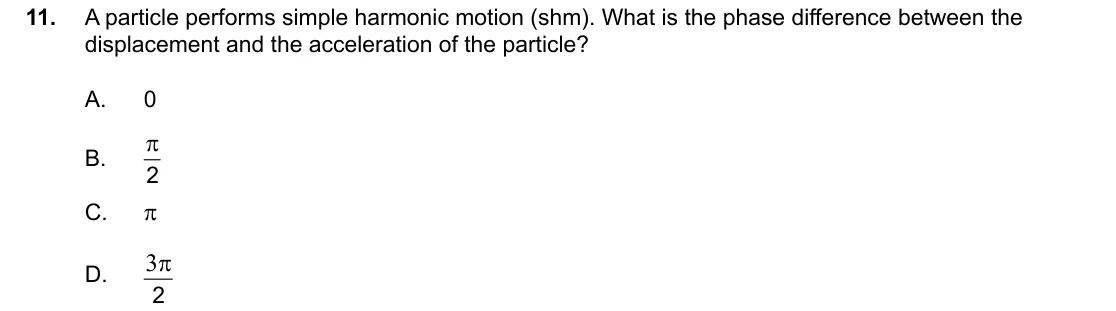 11. A particle performs simple harmonic motion (shm). What is the phase difference between the
displacement and the acceleration of the particle?
A. 0
B. π/2
C. π
D. 3π/2